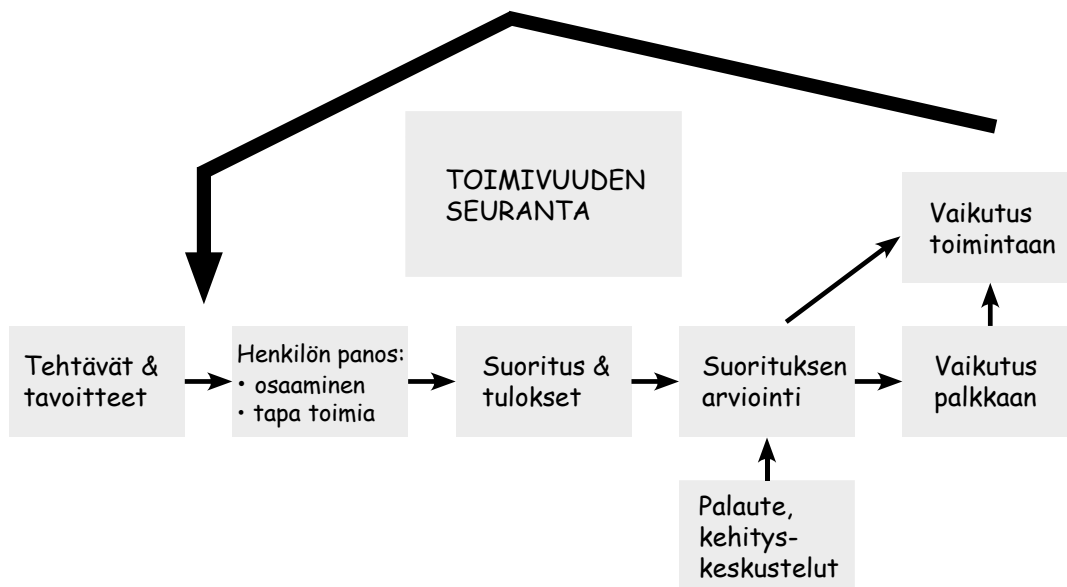 TOIMIVUUDEN
SEURANTA
Vaikutus
toimintaan
Tehtävät &
tavoitteet
Henkilön panos:
• osaaminen
• tapa toimia
Suoritus &
tulokset
Suorituksen
arviointi
Vaikutus
palkkaan
Palaute,
kehitys-
keskustelut